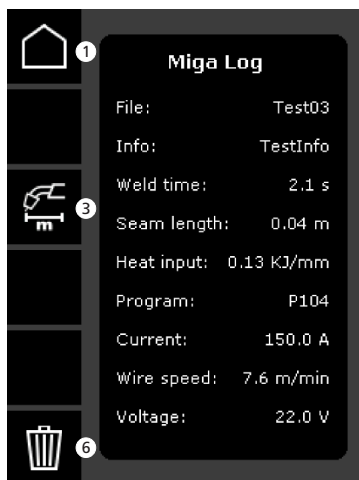 1
Miga Log
File: Test03
Info: TestInfo
Weld time: 2.1 s
3
m
Seam length: 0.04 m
Heat input: 0.13 KJ/mm
Program: P104
Current: 150.0 A
Wire speed: 7.6 m/min
Voltage: 22.0 V
6